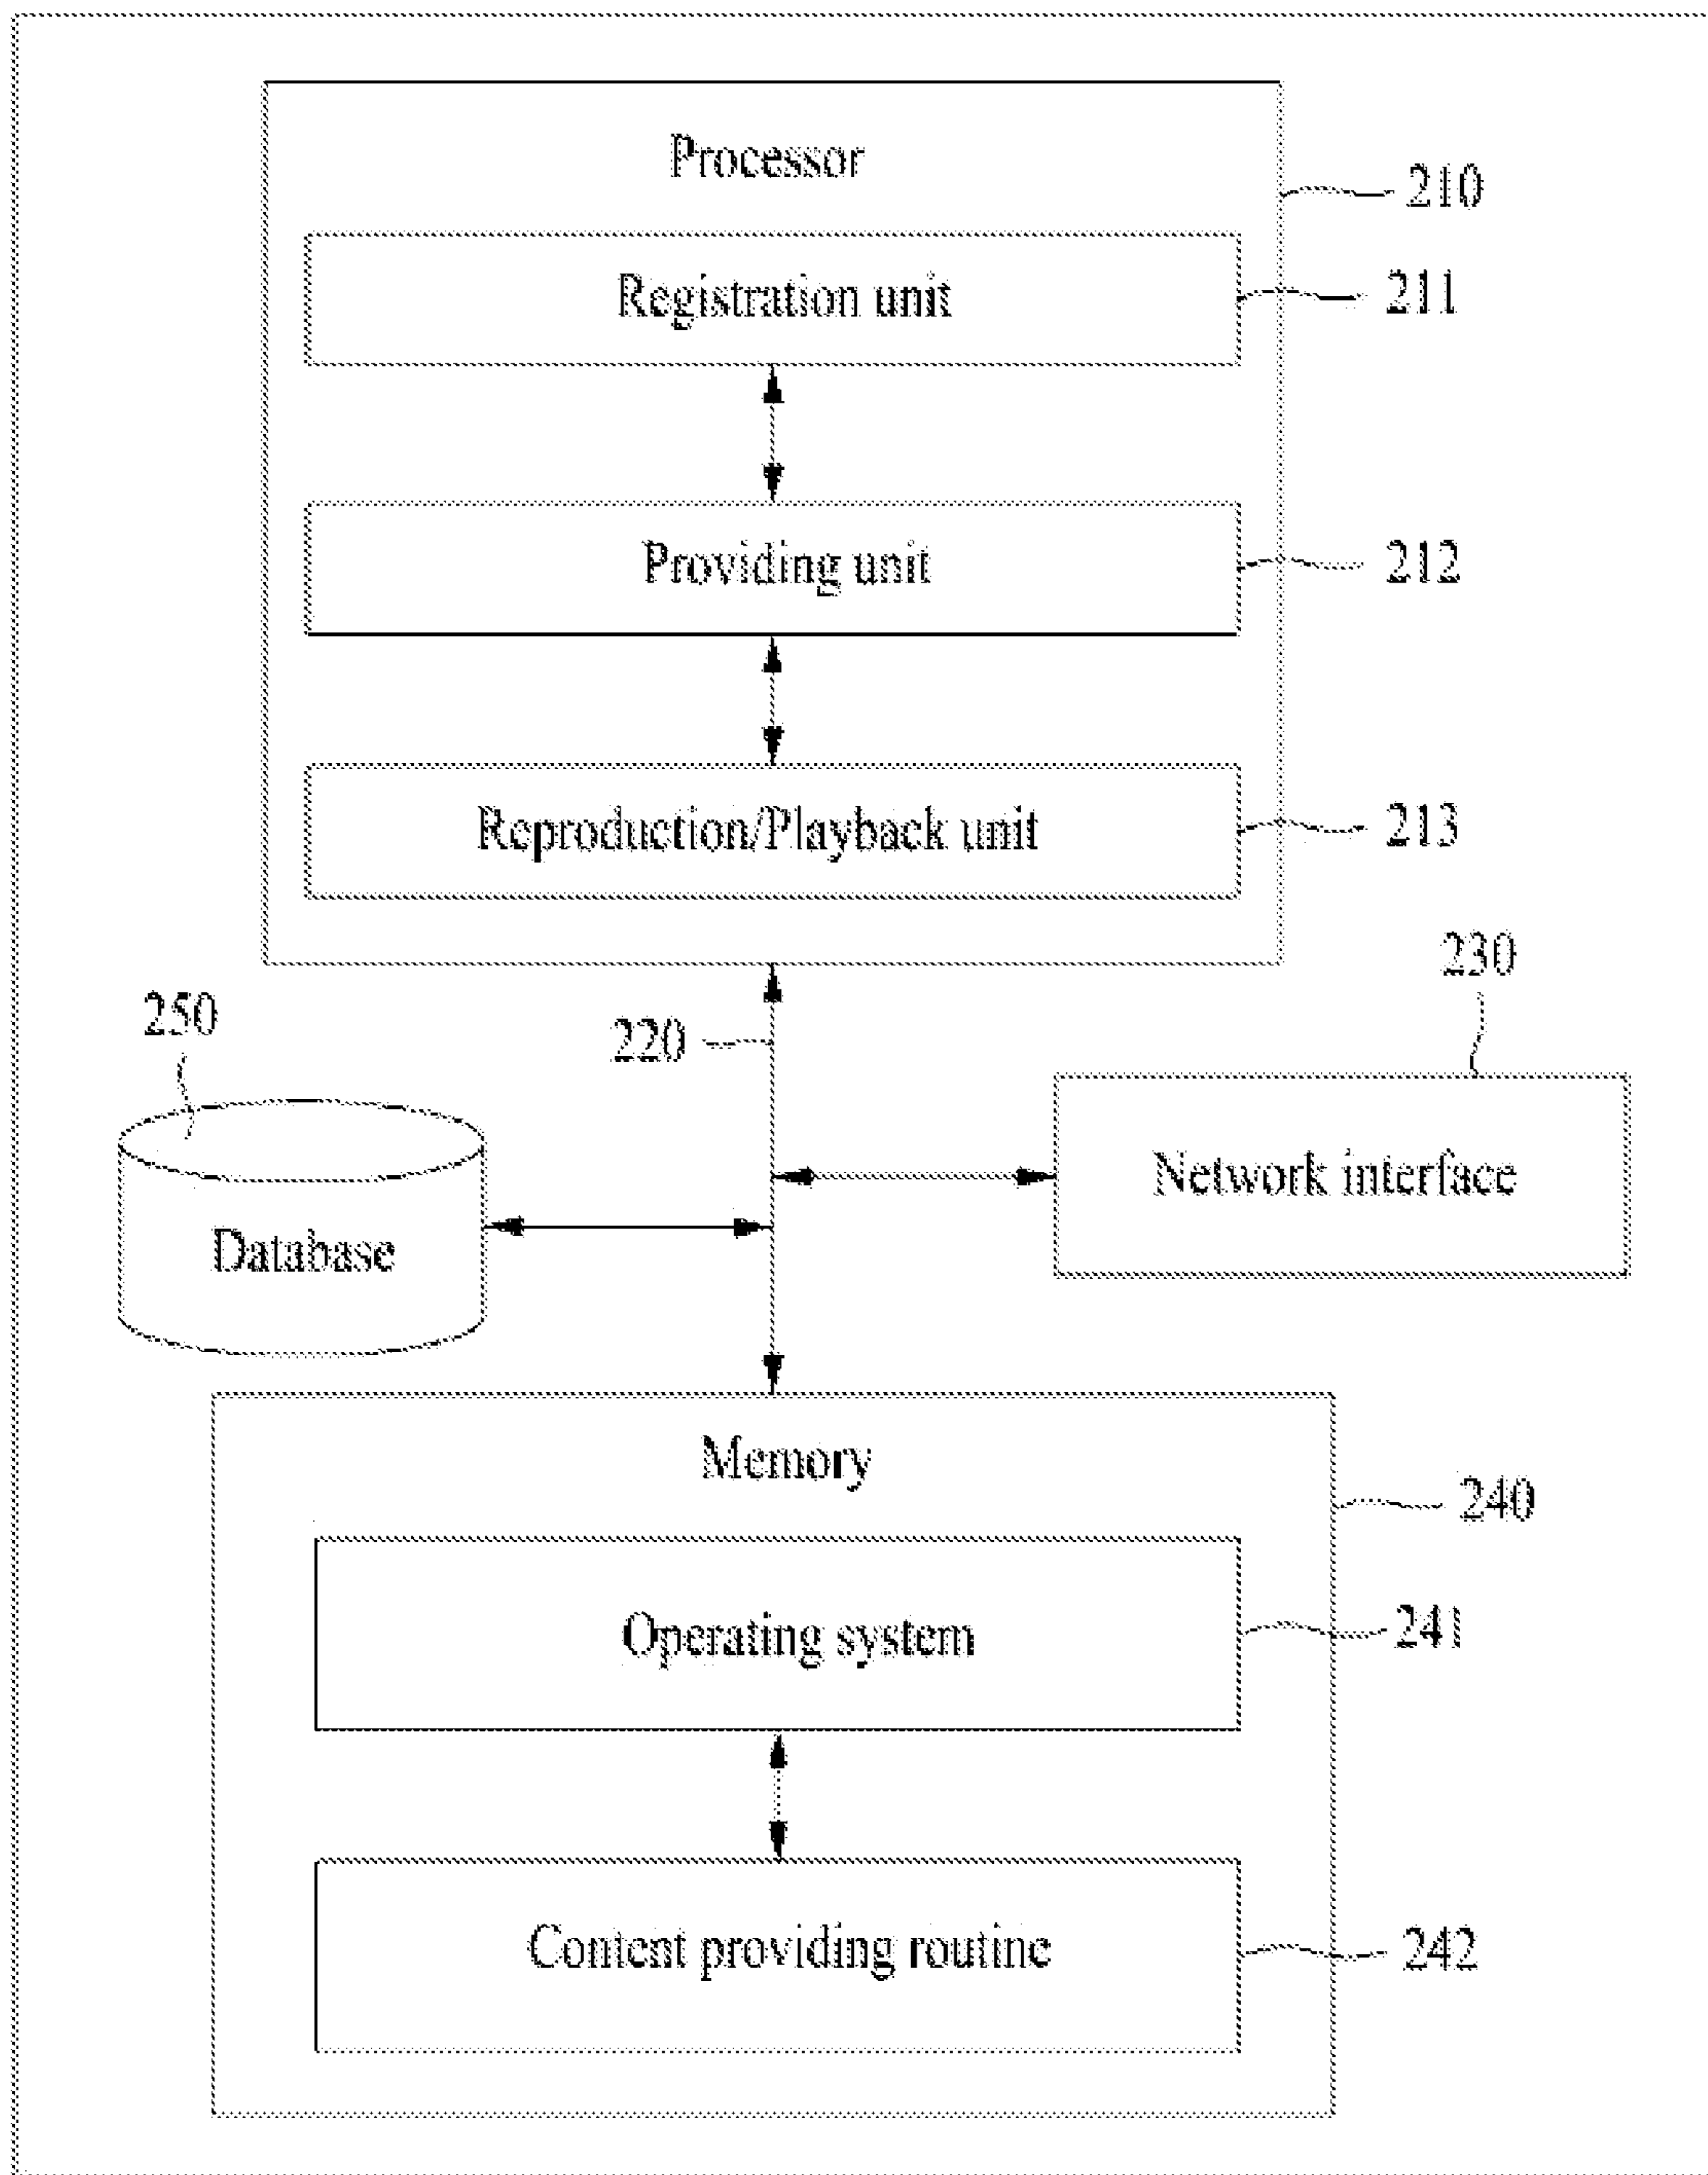 Processor
210
Registration unit
211
Providing unit
212
Reproduction/Playback unit
213
230
250
220
Network interface
Database
Memory
240
Operating system
241
Content providing routine
242